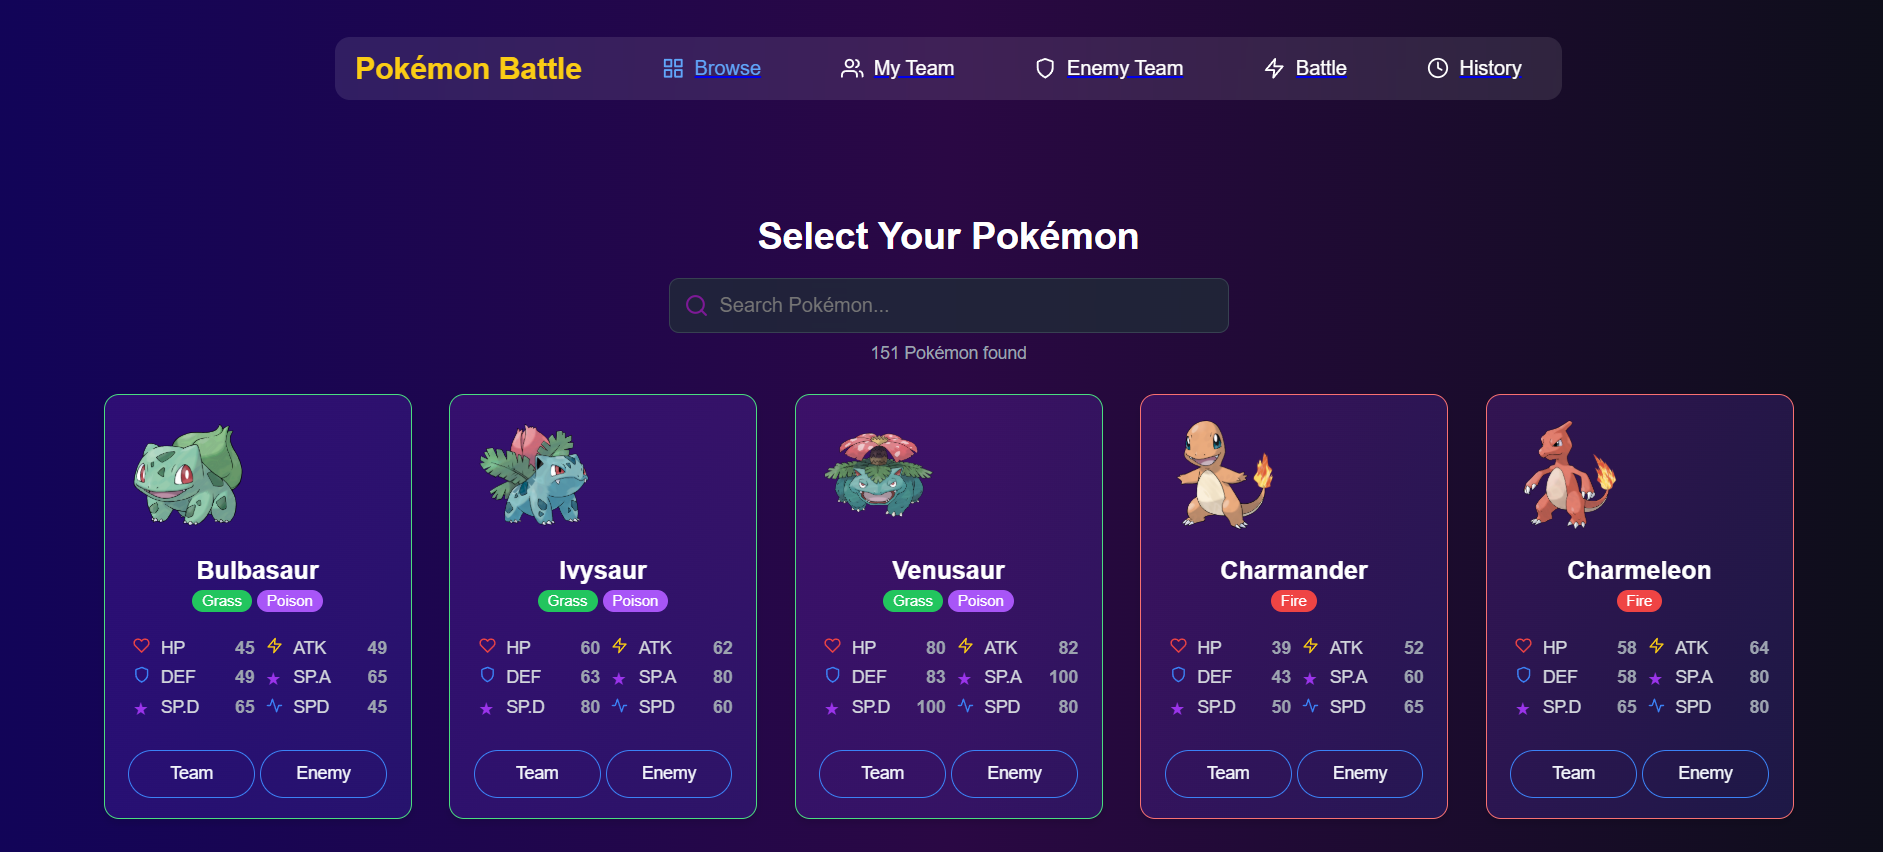 Pokémon Battle Browse My Team Enemy Team Battle History
Select Your Pokémon
Search Pokémon...
151 Pokémon found
Bulbasaur
Grass Poison
HP 45 ATK 49
DEF 49 SP.A 65
SP.D 65 SPD 45
Team Enemy
Ivysaur
Grass Poison
HP 60 ATK 62
DEF 63 SP.A 80
SP.D 80 SPD 60
Team Enemy
Venusaur
Grass Poison
HP 80 ATK 82
DEF 83 SP.A 100
SP.D 100 SPD 80
Team Enemy
Charmander
Fire
HP 39 ATK 52
DEF 43 SP.A 60
SP.D 50 SPD 65
Team Enemy
Charmeleon
Fire
HP 58 ATK 64
DEF 58 SP.A 80
SP.D 65 SPD 80
Team Enemy